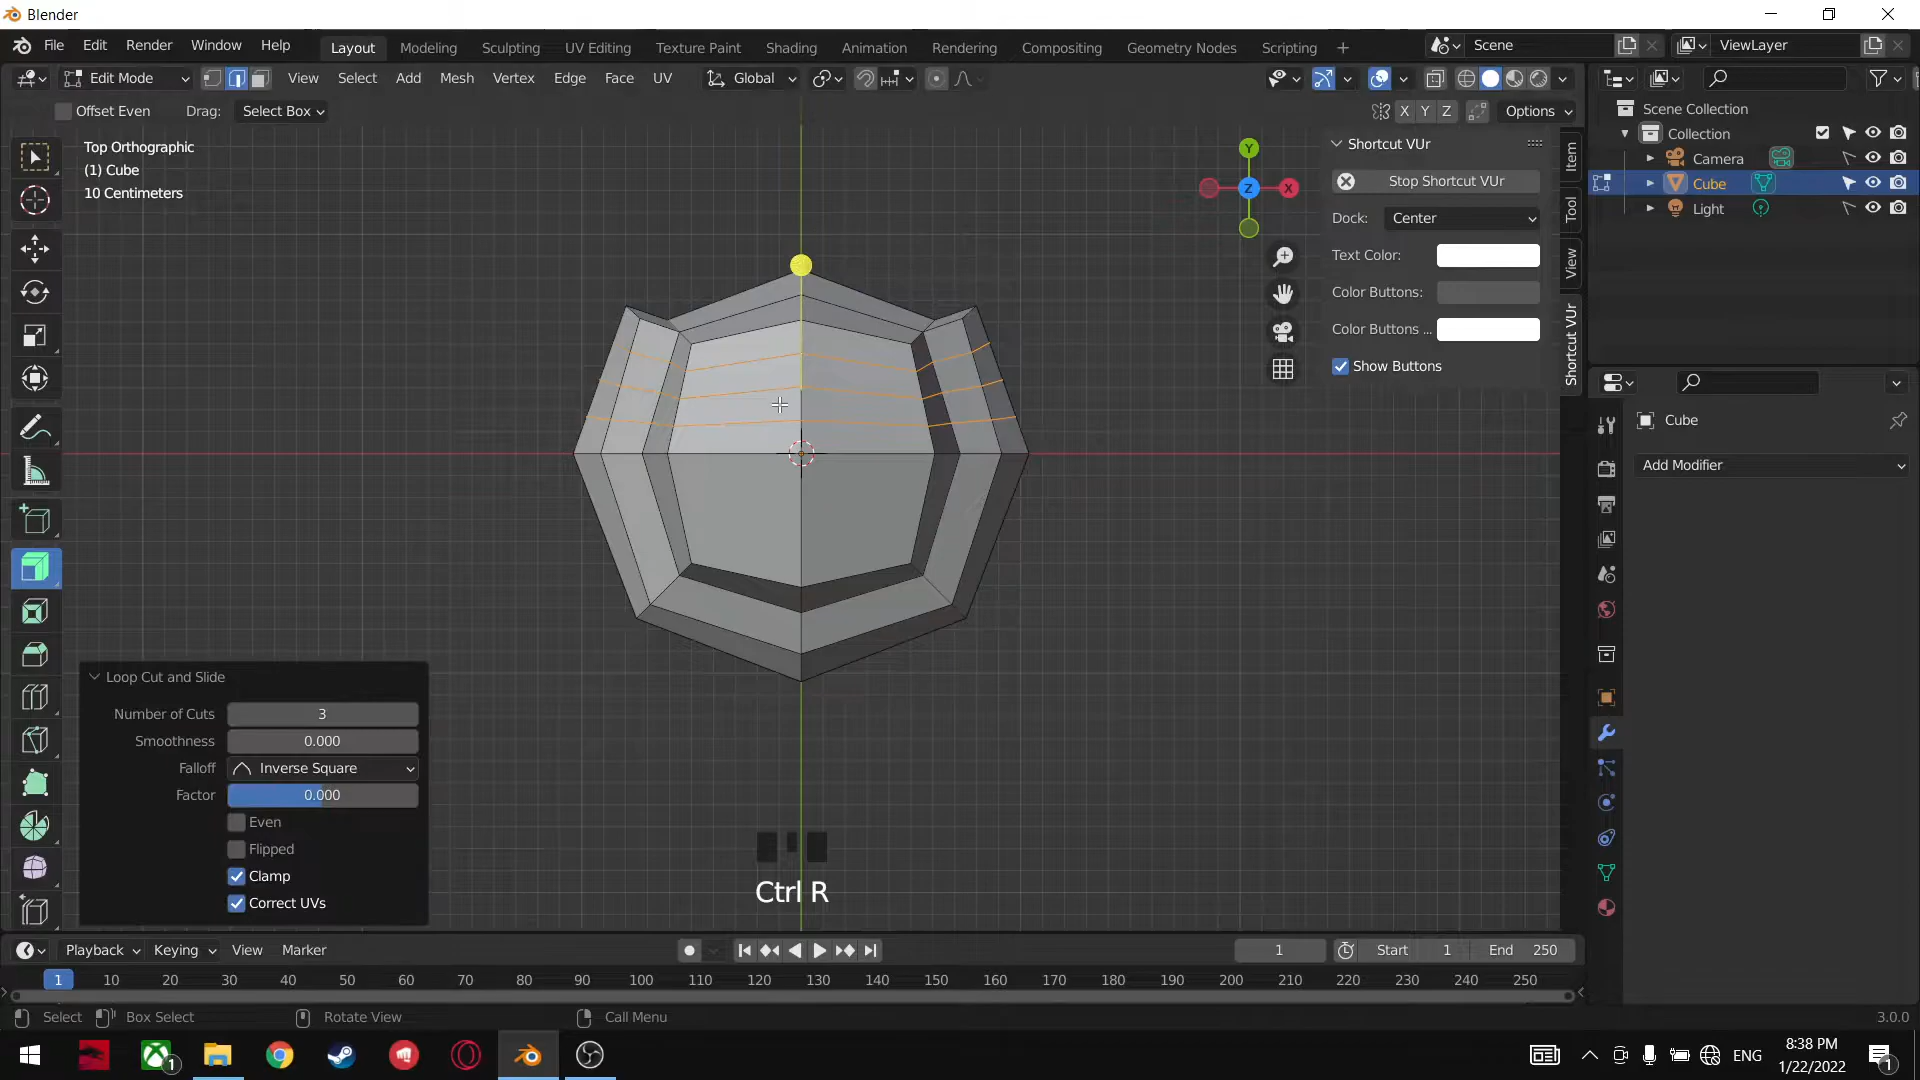 Blender
File Edit Render Window Help Layout Modeling Sculpting UV Editing Texture Paint Shading Animation Rendering Compositing Geometry Nodes Scripting + Scene ViewLayer
Edit Mode View Select Add Mesh Vertex Edge Face UV Global
Offset Even Drag: Select Box X Y Z Options
Top Orthographic
(1) Cube
10 Centimeters
Y
Z
X
Shortcut VUr
Stop Shortcut VUr
Dock: Center
Text Color:
Color Buttons:
Color Buttons ...
Show Buttons
Item
Tool
View
Shortcut VUr
Scene Collection
Collection
Camera
Cube
Light
Cube
Add Modifier
Loop Cut and Slide
Number of Cuts 3
Smoothness 0.000
Falloff Inverse Square
Factor 0.000
Even
Flipped
Clamp
Correct UVs
Ctrl R
Playback Keying View Marker 1 Start 1 End 250
1 10 20 30 40 50 60 70 80 90 100 110 120 130 140 150 160 170 180 190 200 210 220 230 240 250
Select Box Select Rotate View Call Menu 3.0.0
1 ENG 8:38 PM 1
1/22/2022